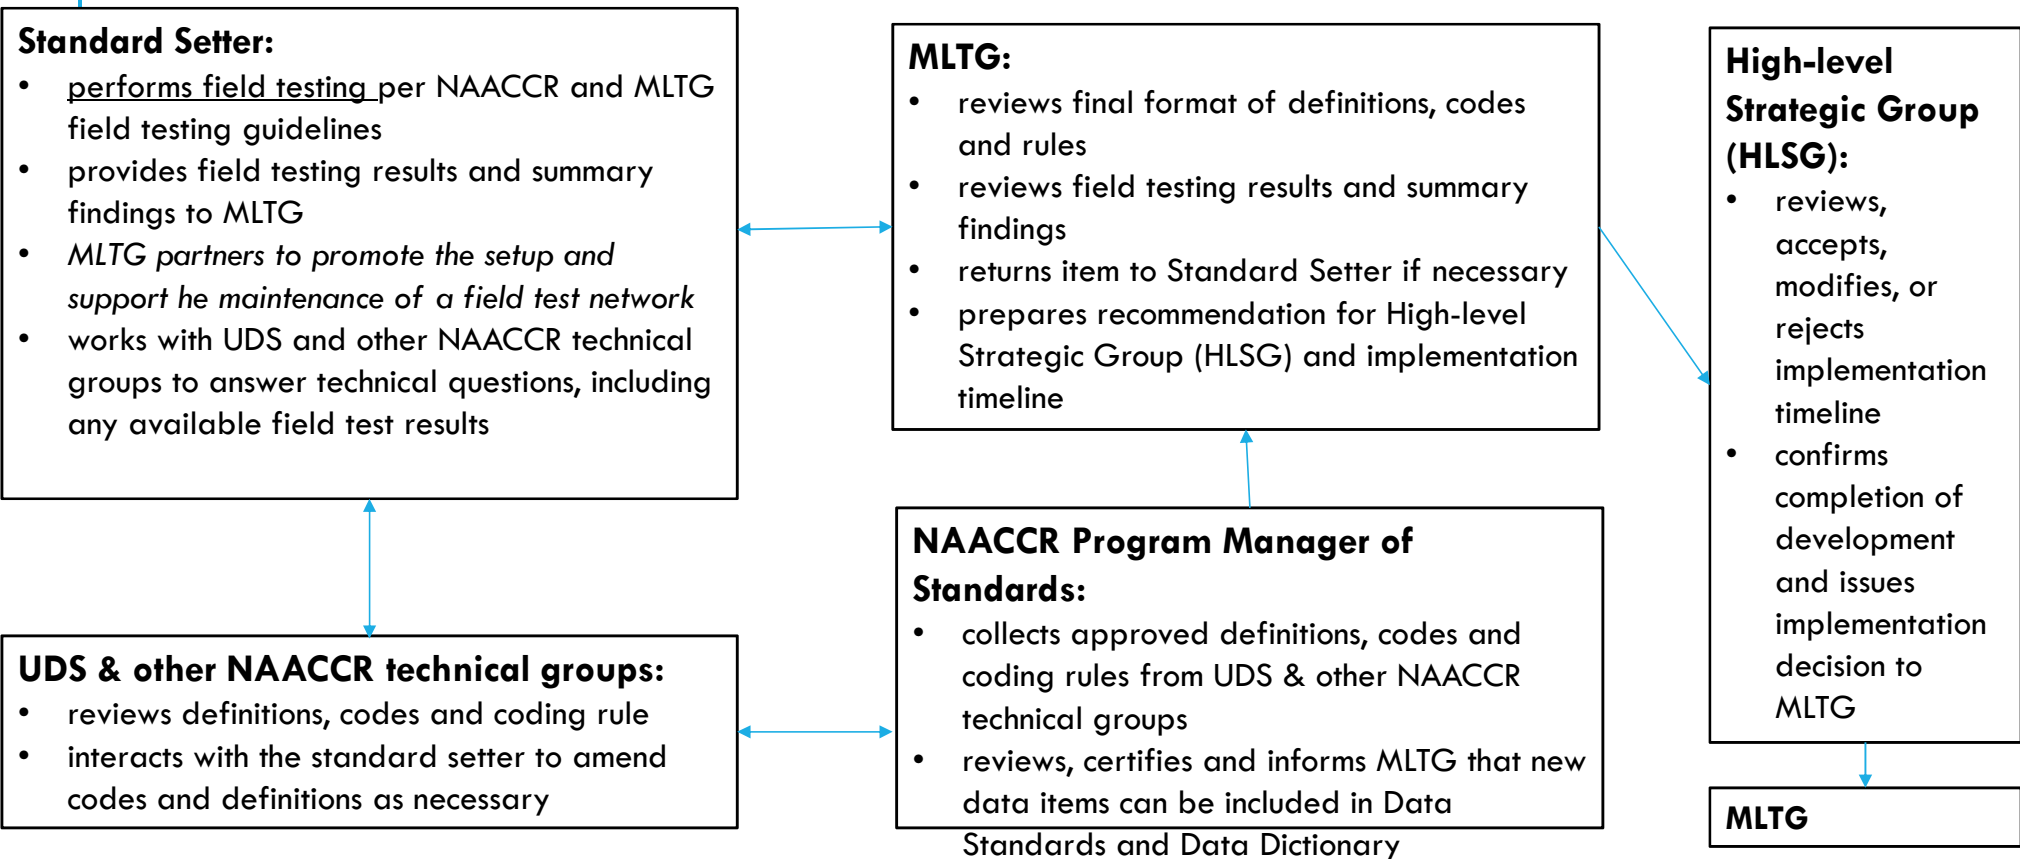 Standard Setter:
• performs field testing per NAACCR and MLTG
field testing guidelines
• provides field testing results and summary
findings to MLTG
• MLTG partners to promote the setup and
support he maintenance of a field test network
• works with UDS and other NAACCR technical
groups to answer technical questions, including
any available field test results
MLTG:
• reviews final format of definitions, codes
and rules
• reviews field testing results and summary
findings
• returns item to Standard Setter if necessary
• prepares recommendation for High-level
Strategic Group (HLSG) and implementation
timeline
High-level
Strategic Group
(HLSG):
• reviews,
accepts,
modifies, or
rejects
implementation
timeline
• confirms
completion of
development
and issues
implementation
decision to
MLTG
UDS & other NAACCR technical groups:
• reviews definitions, codes and coding rule
• interacts with the standard setter to amend
codes and definitions as necessary
NAACCR Program Manager of
Standards:
• collects approved definitions, codes and
coding rules from UDS & other NAACCR
technical groups
• reviews, certifies and informs MLTG that new
data items can be included in Data
Standards and Data Dictionary
MLTG